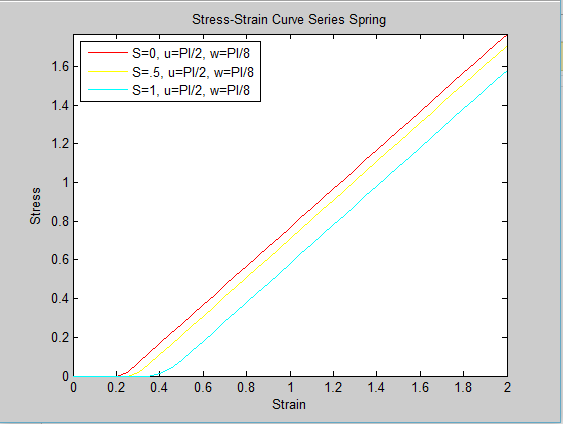 Stress-Strain Curve Series Spring
S=0, u=PI/2, w=PI/8
S=.5, u=PI/2, w=PI/8
S=1, u=PI/2, w=PI/8
1.6
1.4
1.2
1
0.8
0.6
0.4
0.2
0
Stress
0 0.2 0.4 0.6 0.8 1 1.2 1.4 1.6 1.8 2
Strain